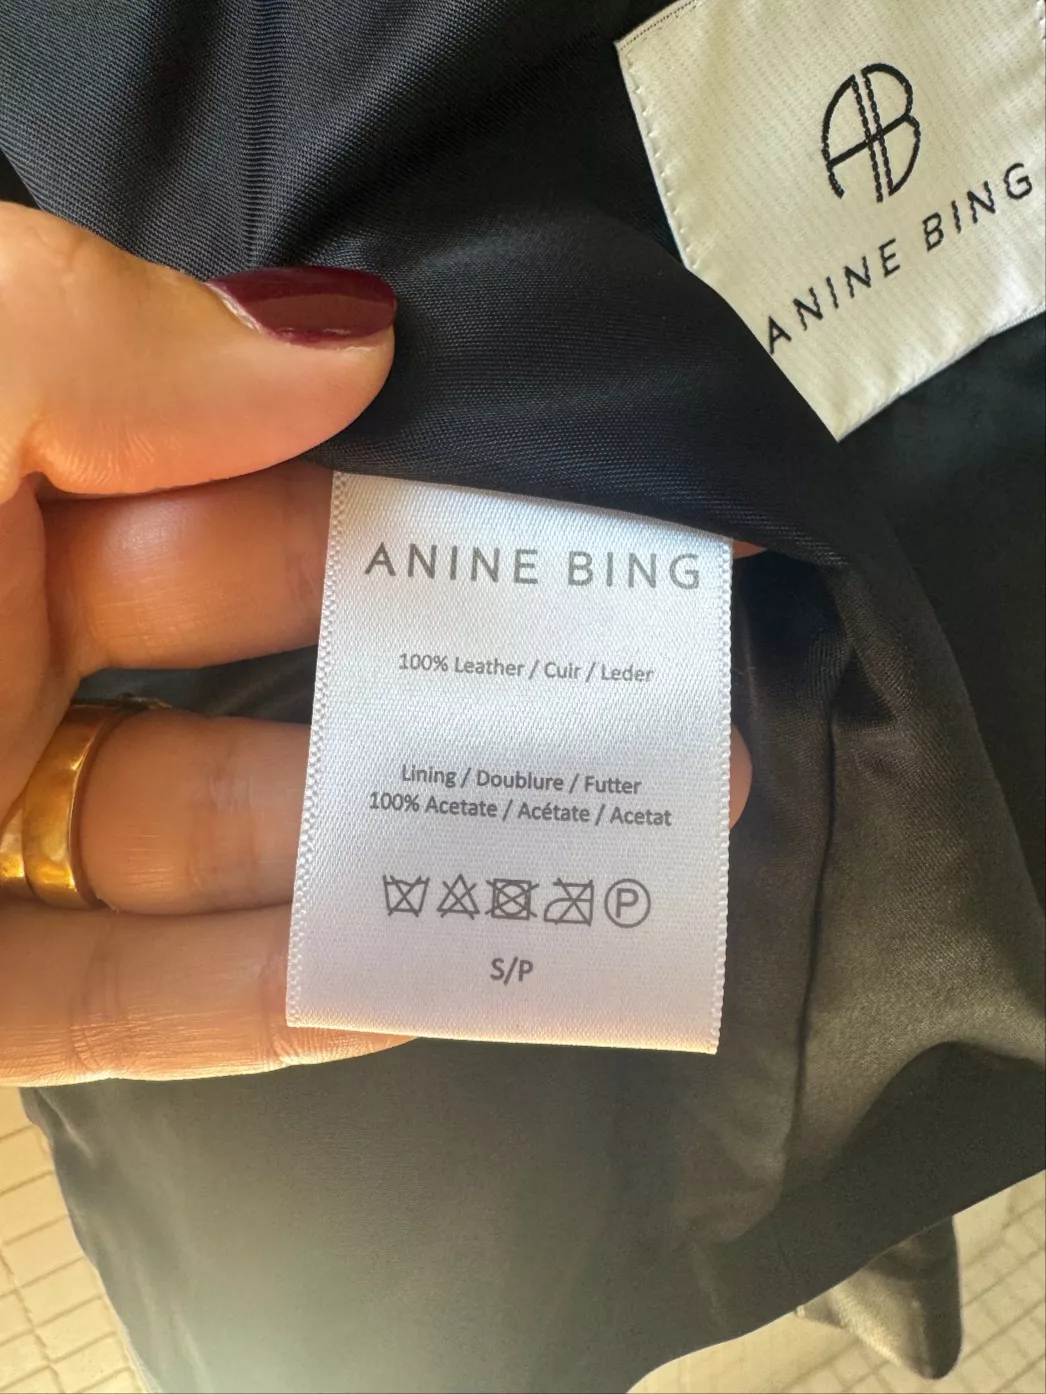 AB
ANINE BING
ANINE BING
100% Leather / Cuir / Leder
Lining / Doublure / Futter
100% Acetate / Acétate / Acetat
P
S/P